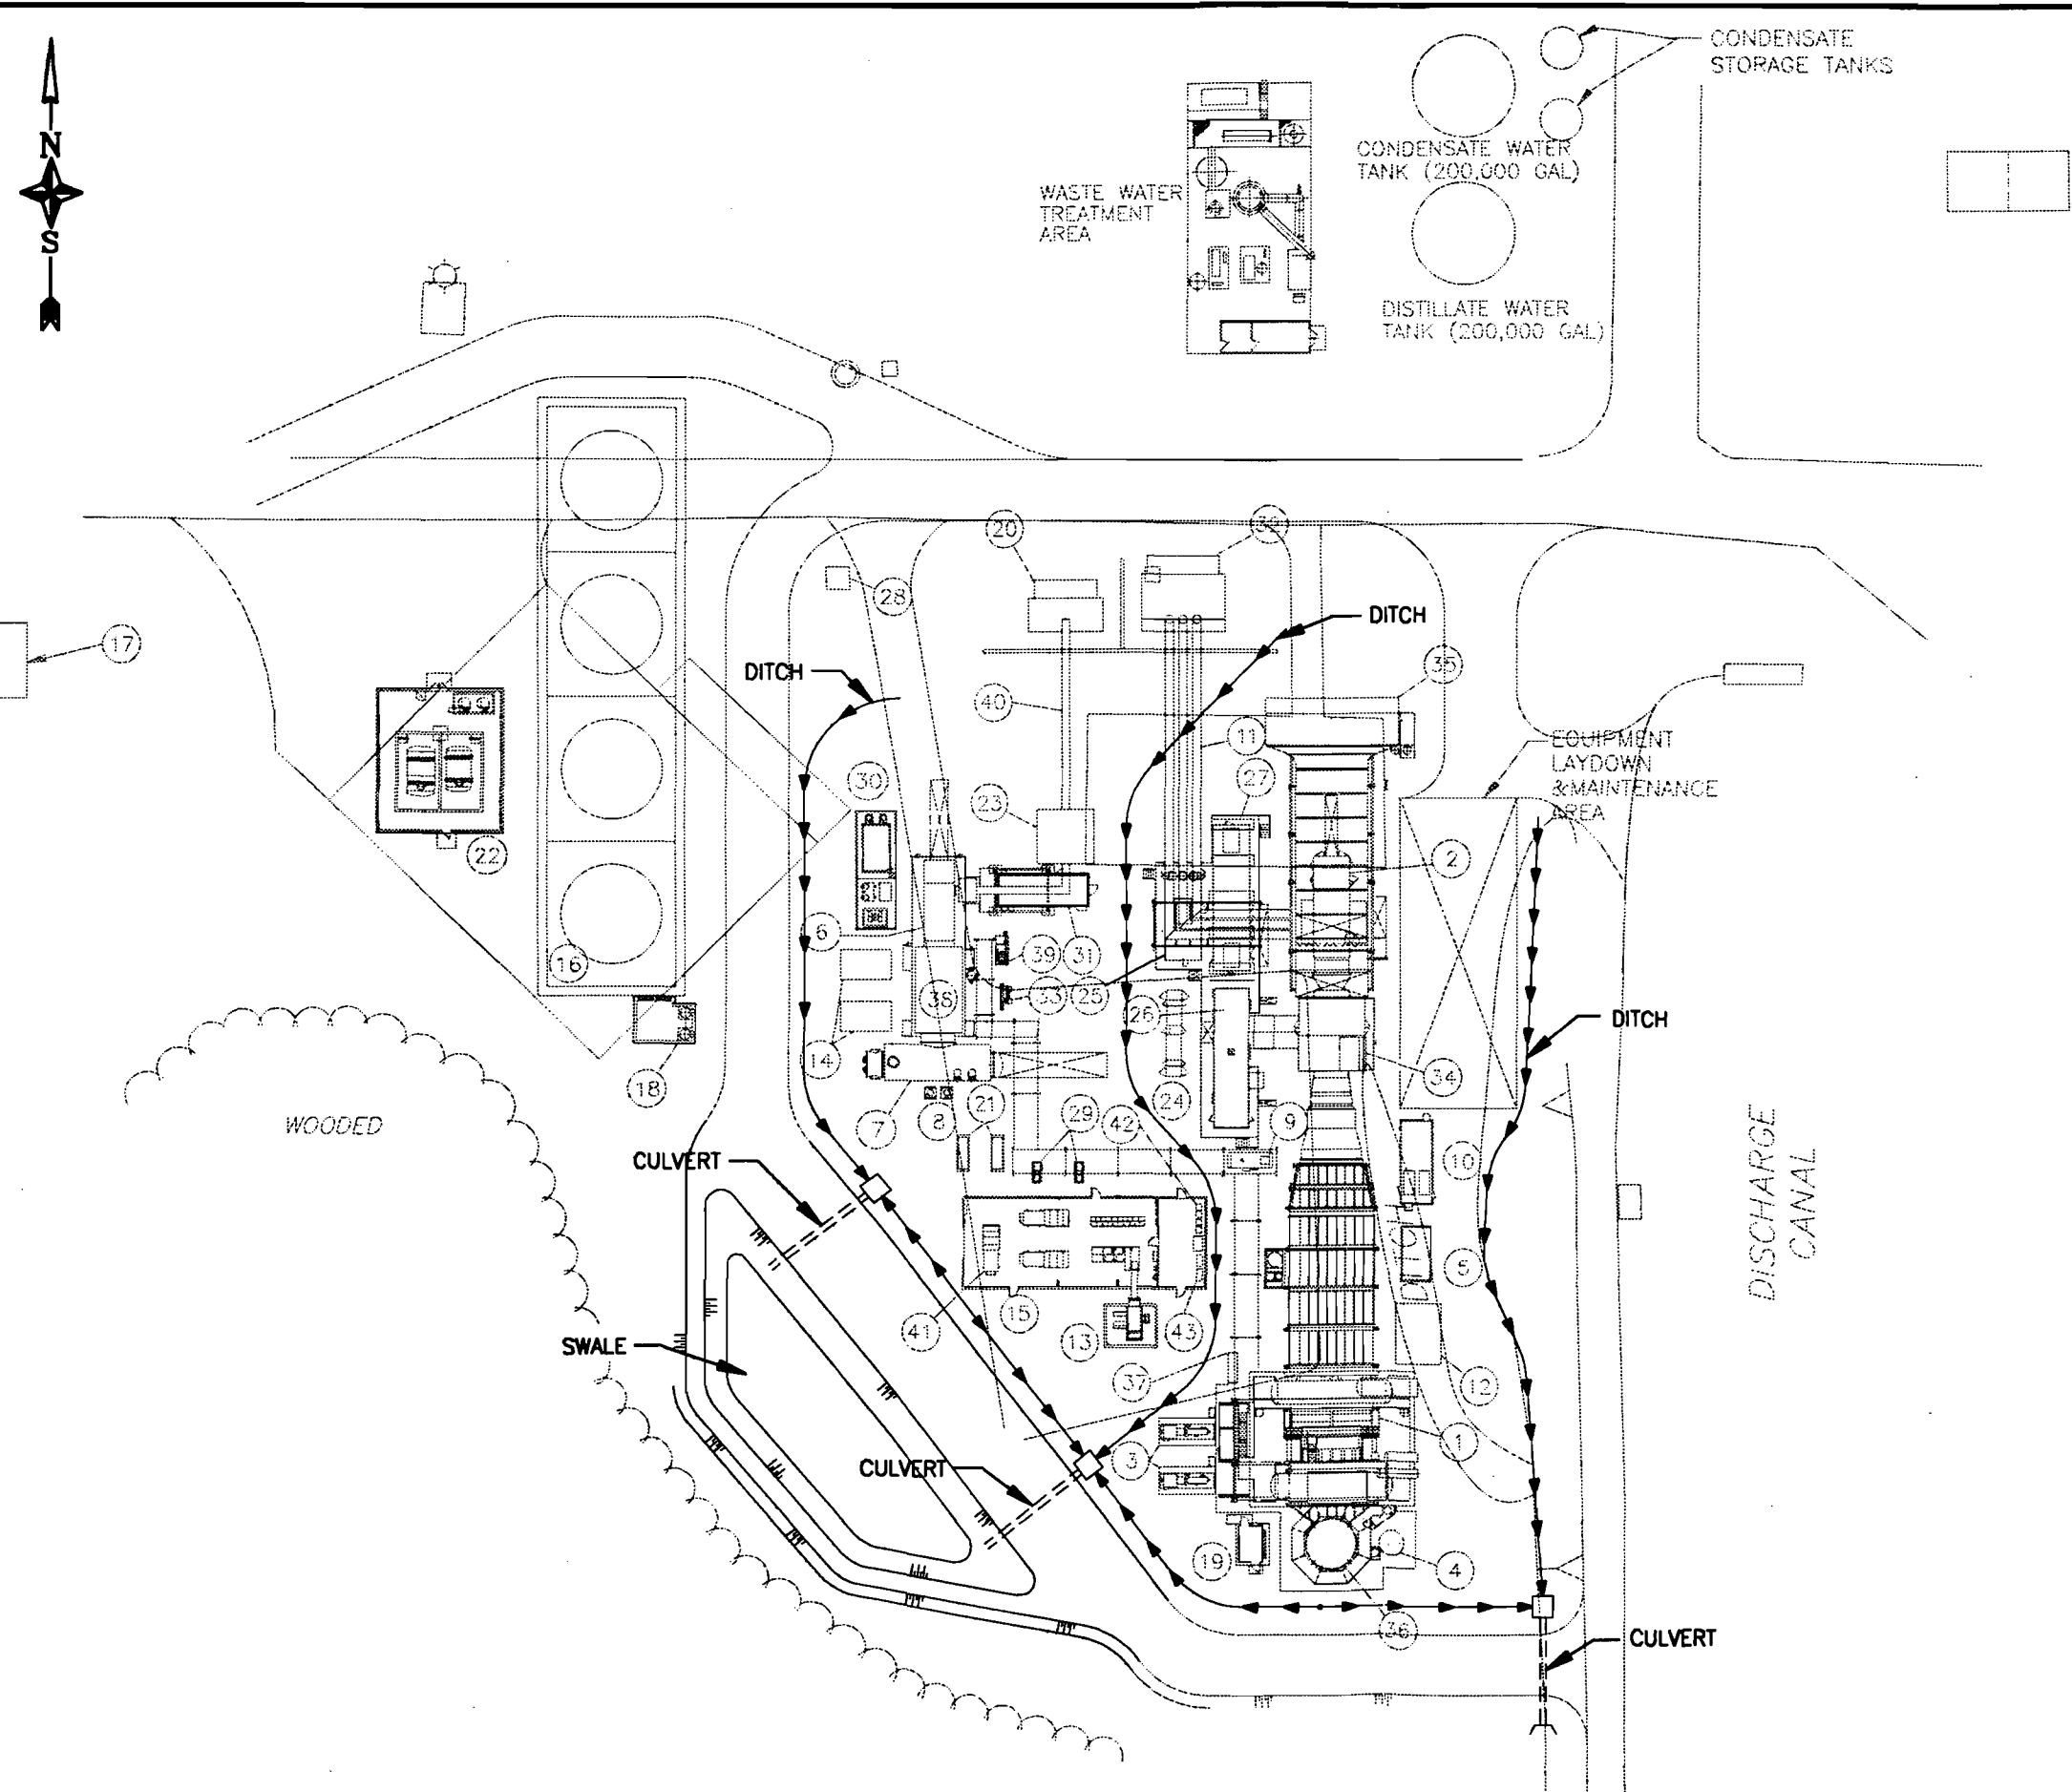 CONDENSATE
STORAGE TANKS
N
S
CONDENSATE WATER
TANK (200,000 GAL)
WASTE WATER
TREATMENT
AREA
DISTILLATE WATER
TANK (200,000 GAL)
20
28
DITCH
17
35
DITCH
40
11
EQUIPMENT
LAYDOWN
&MAINTENANCE
AREA
30
27
23
22
2
6
16
39
31
38
33
25
26
DITCH
14
18
34
7
8
21
29
42
24
9
WOODED
DISCHARGE
CANAL
CULVERT
10
5
SWALE
41
15
13
43
37
12
1
CULVERT
3
19
4
36
CULVERT